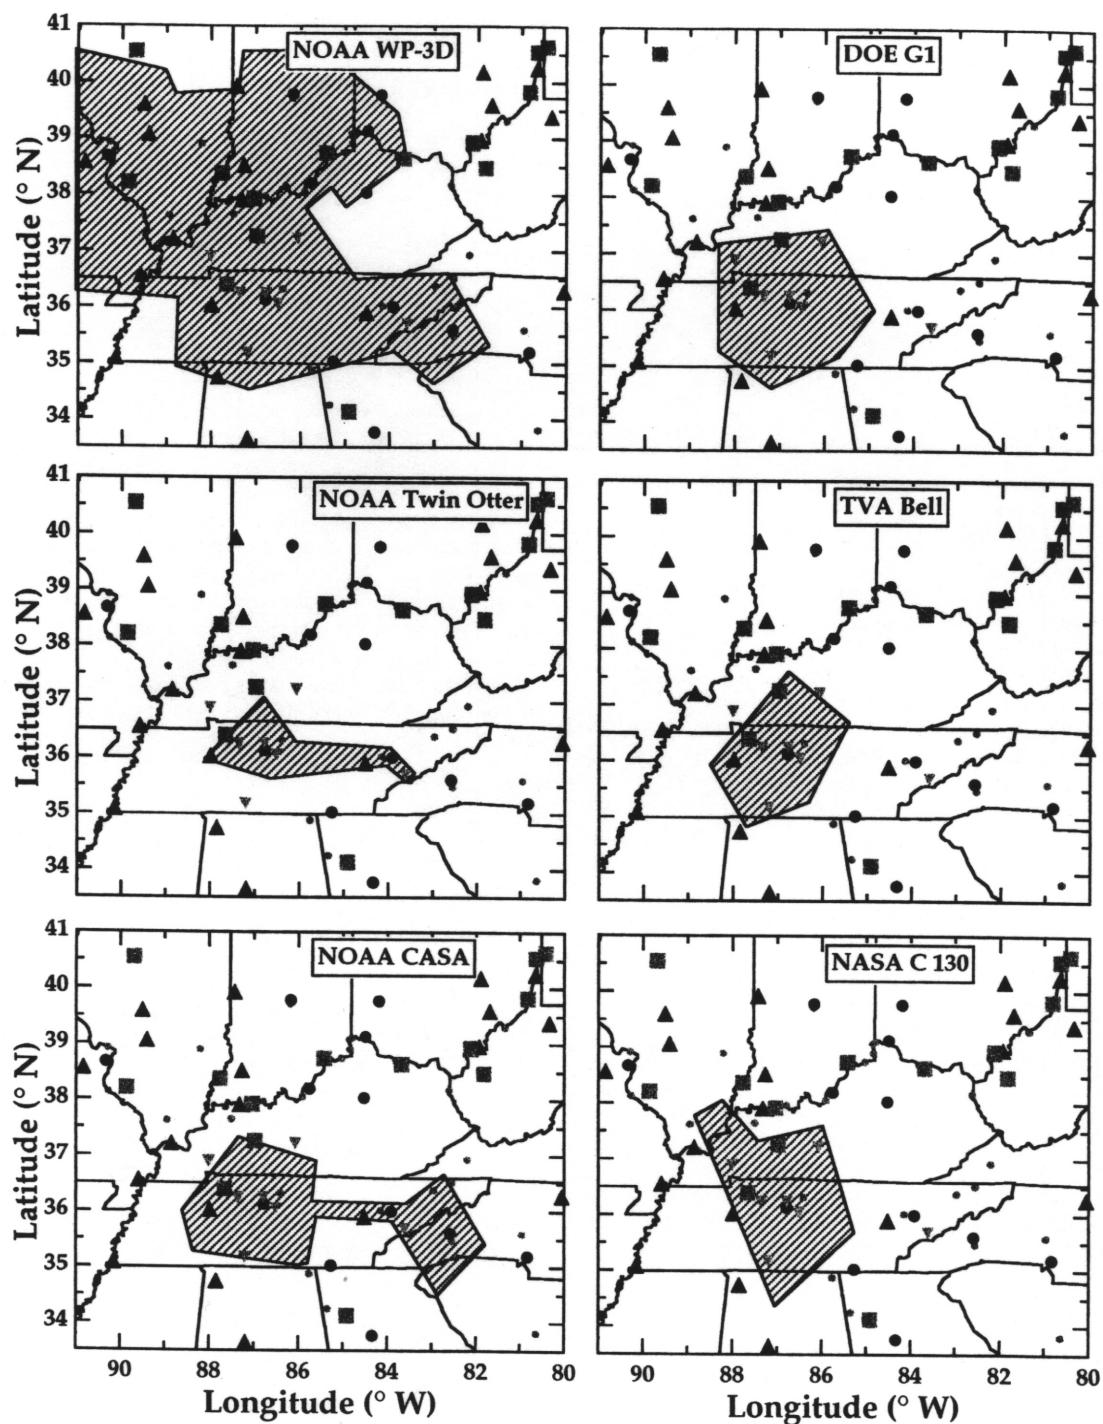 NOAA WP-3D
DOE G1
41
40
39
38
37
36
35
34
Latitude (° N)
NOAA Twin Otter
TVA Bell
41
40
39
38
37
36
35
34
Latitude (° N)
NOAA CASA
NASA C 130
41
40
39
38
37
36
35
34
Latitude (° N)
90 88 86 84 82 80
90 88 86 84 82 80
Longitude (° W)
Longitude (° W)